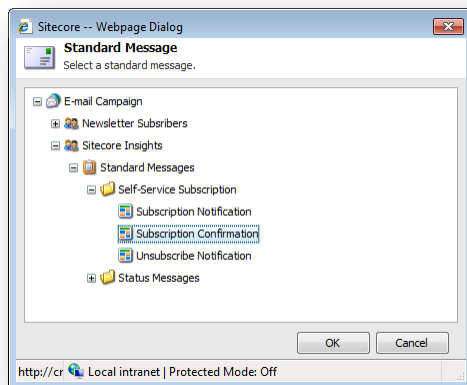 Sitecore -- Webpage Dialog
Standard Message
Select a standard message.
E-mail Campaign
Newsletter Subsribers
Sitecore Insights
Standard Messages
Self-Service Subscription
Subscription Notification
Subscription Confirmation
Unsubscribe Notification
Status Messages
OK Cancel
http://cr Local intranet | Protected Mode: Off